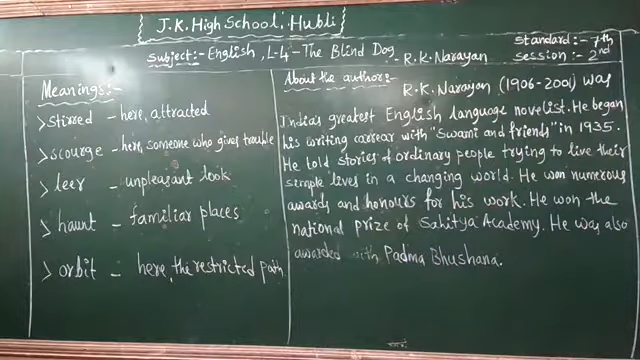 J.K. High School, Hubli
Subject:- English, L-4 - The Blind Dog - R.K. Narayan
Standard:- 7th
Session:- 2nd
Meanings:-
> stirred - here, attracted
> scourge - here, someone who gives trouble
> leer - unpleasant look
> haunt - familiar places
> orbit - here, the restricted path
About the author:-
R.K. Narayan (1906-2001) was
India's greatest English language novelist. He began
his writing carrear with "Swami and friends" in 1935.
He told stories of ordinary people trying to live their
simple lives in a changing world. He won numerous
awards and honours for his work. He won the
national prize of Sahitya Academy. He was also
awarded with Padma Bhushana.